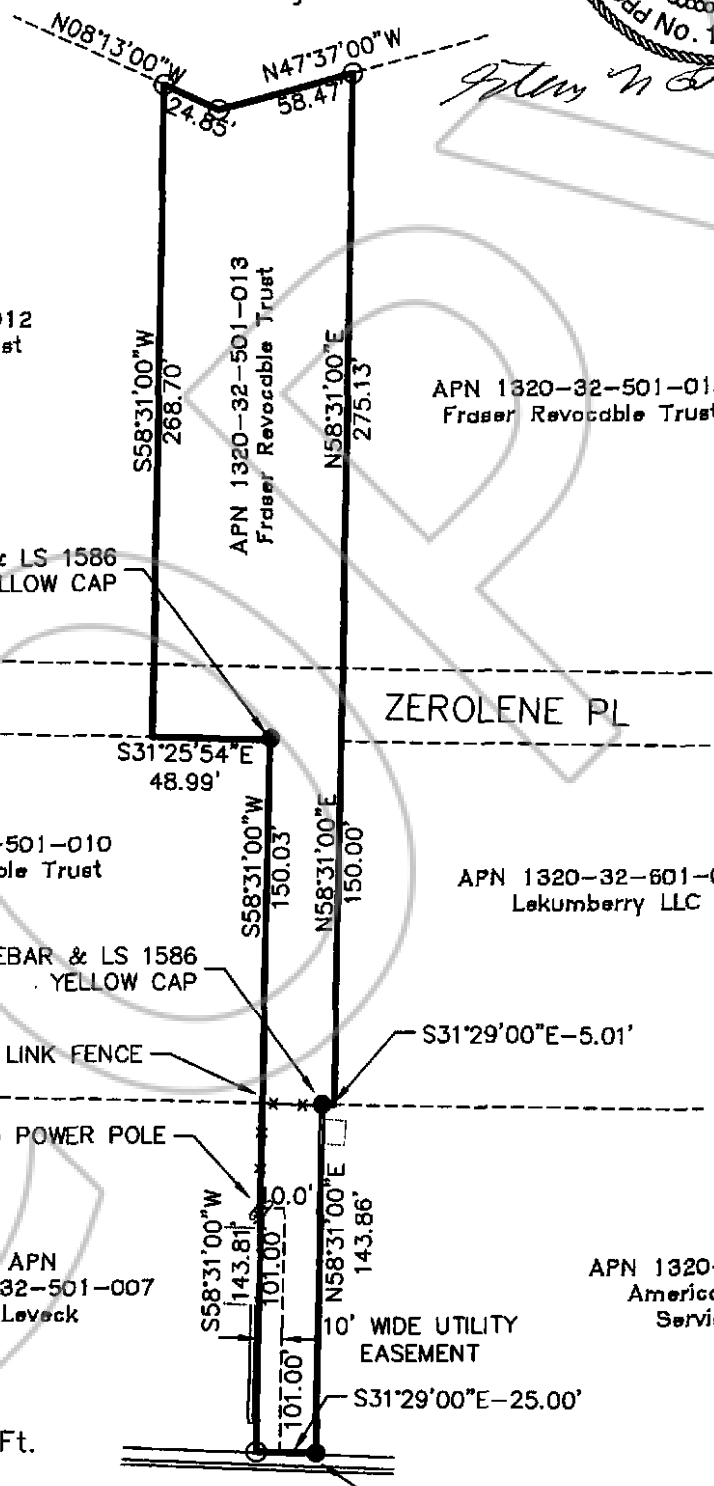 N08°13'00"W
24.85'
N47°37'00"W
58.47'
No. 1
012
st
S58°31'00"W
268.70'
APN 1320-32-501-013
Fraser Revocable Trust
N58°31'00"E
275.13'
APN 1320-32-501-01
Fraser Revocable Trust
& LS 1586
LLOW CAP
ZEROLENE PL
S31°25'54"E
48.99'
S58°31'00"W
150.03'
N58°31'00"E
150.00'
-501-010
ble Trust
APN 1320-32-601-0
Lekumberry LLC
EBAR & LS 1586
YELLOW CAP
S31°29'00"E-5.01'
LINK FENCE
POWER POLE
10.0'
S58°31'00"W
143.81'
101.00'
N58°31'00"E
143.86'
APN
32-501-007
Leveck
APN 1320-
America
Servi
10' WIDE UTILITY
EASEMENT
101.00'
S31°29'00"E-25.00'
Ft.